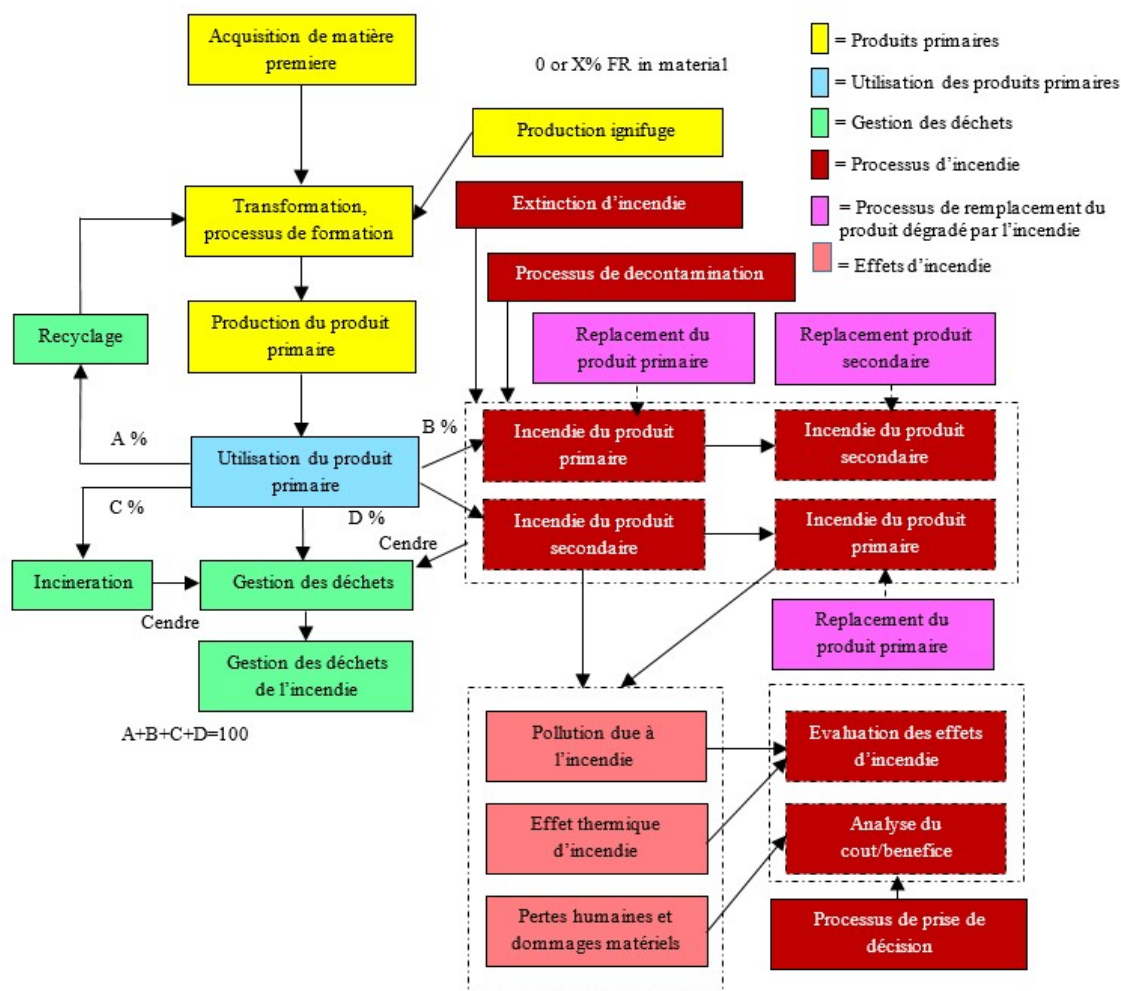 Acquisition de matière
premiere
0 or X% FR in material
= Produits primaires
= Utilisation des produits primaires
= Gestion des déchets
= Processus d'incendie
= Processus de remplacement du
produit dégradé par l'incendie
= Effets d'incendie
Production ignifuge
Transformation,
processus de formation
Extinction d'incendie
Processus de decontamination
Recyclage
Production du produit
primaire
Replacement du
produit primaire
Replacement produit
secondaire
A %
B %
Utilisation du produit
primaire
Incendie du produit
primaire
Incendie du produit
secondaire
C %
D %
Cendre
Incendie du produit
secondaire
Incendie du produit
primaire
Incineration
Cendre
Gestion des déchets
Replacement du
produit primaire
Gestion des déchets
de l'incendie
A+B+C+D=100
Pollution due à
l'incendie
Evaluation des effets
d'incendie
Effet thermique
d'incendie
Analyse du
cout/benefice
Pertes humaines et
dommages matériels
Processus de prise de
décision